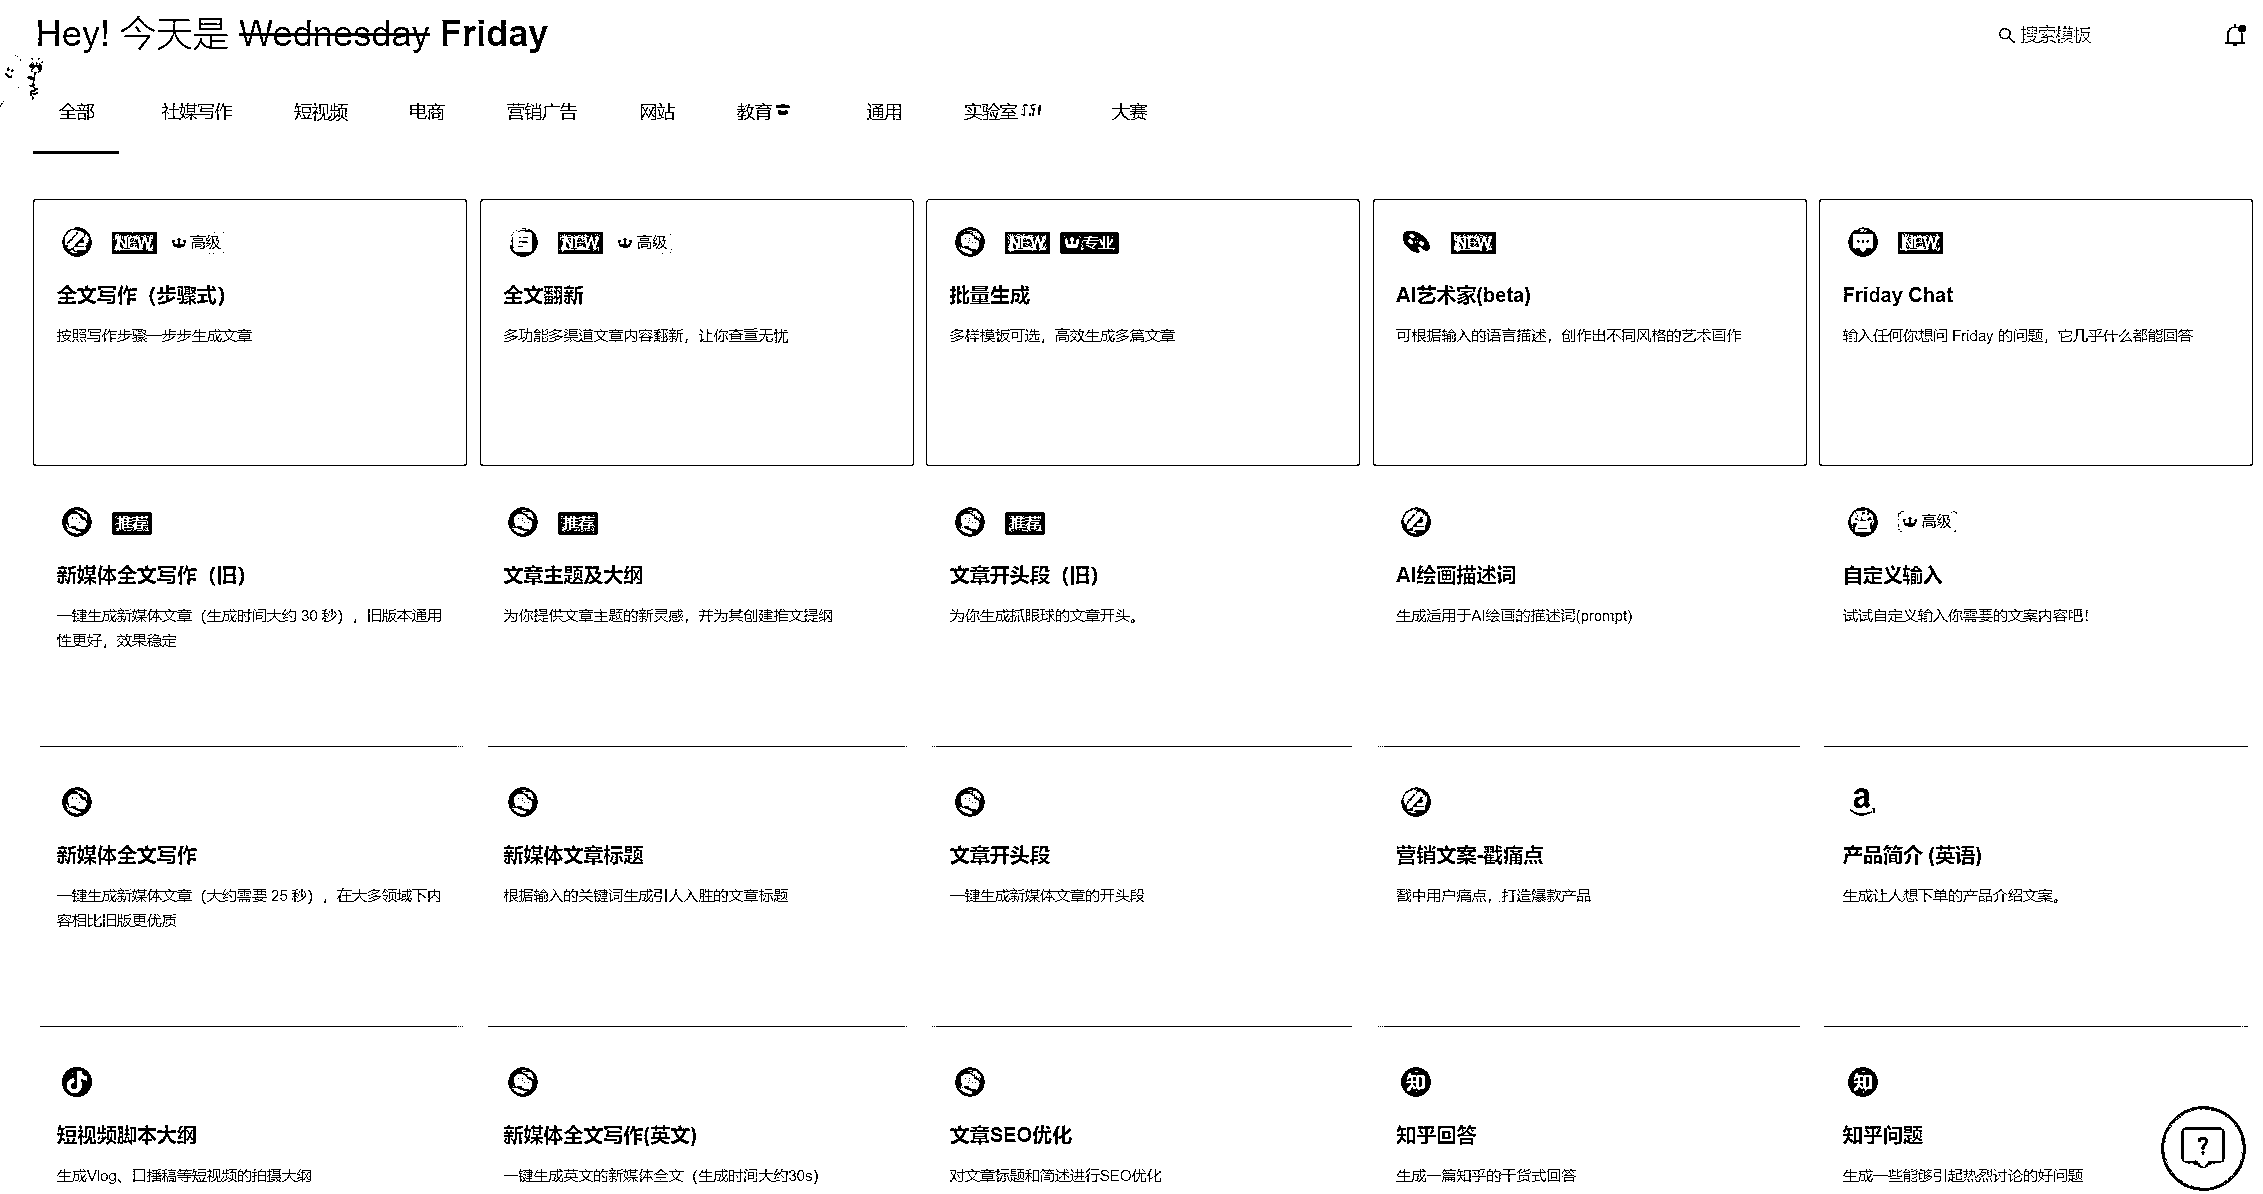 Hey! 今天是 Wednesday Friday
搜索模板
全部 社媒写作 短视频 电商 营销广告 网站 教育 通用 实验室 大赛
NEW 高级
全文写作（步骤式）
按照写作步骤一步步生成文章
NEW 高级
全文翻新
多功能多渠道文章内容翻新，让你查重无忧
NEW 专业
批量生成
多样模板可选，高效生成多篇文章
NEW
AI艺术家(beta)
可根据输入的语言描述，创作出不同风格的艺术画作
NEW
Friday Chat
输入任何你想问 Friday 的问题，它几乎什么都能回答
推荐
新媒体全文写作（旧）
一键生成新媒体文章（生成时间大约 30 秒），旧版本通用
性更好，效果稳定
推荐
文章主题及大纲
为你提供文章主题的新灵感，并为其创建推文提纲
推荐
文章开头段（旧）
为你生成抓眼球的文章开头。
AI绘画描述词
生成适用于AI绘画的描述词(prompt)
高级
自定义输入
试试自定义输入你需要的文案内容吧！
新媒体全文写作
一键生成新媒体文章（大约需要 25 秒），在大多领域下内
容相比旧版更优质
新媒体文章标题
根据输入的关键词生成引人入胜的文章标题
文章开头段
一键生成新媒体文章的开头段
营销文案-戳痛点
戳中用户痛点，打造爆款产品
a
产品简介 (英语)
生成让人想下单的产品介绍文案。
短视频脚本大纲
生成Vlog、口播稿等短视频的拍摄大纲
新媒体全文写作(英文)
一键生成英文的新媒体全文（生成时间大约30s）
文章SEO优化
对文章标题和简述进行SEO优化
知
知乎回答
生成一篇知乎的干货式回答
知
知乎问题
生成一些能够引起热烈讨论的好问题
?